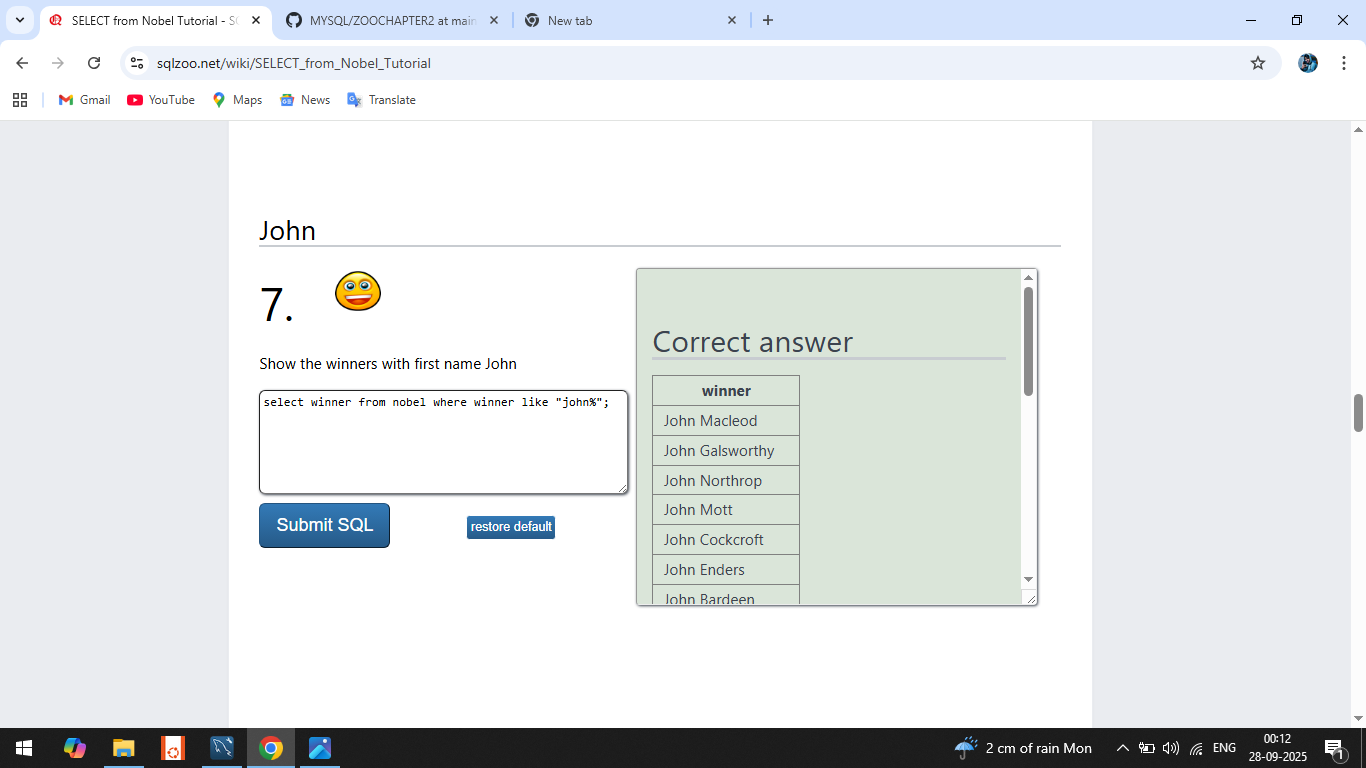 SELECT from Nobel Tutorial - SQ
MYSQL/ZOOCHAPTER2 at main
New tab
sqlzoo.net/wiki/SELECT_from_Nobel_Tutorial
Gmail
YouTube
Maps
News
Translate
John
7.
Show the winners with first name John
select winner from nobel where winner like "john%";
Submit SQL
restore default
Correct answer
winner
John Macleod
John Galsworthy
John Northrop
John Mott
John Cockcroft
John Enders
John Bardeen
2 cm of rain Mon
ENG
00:12
28-09-2025
1